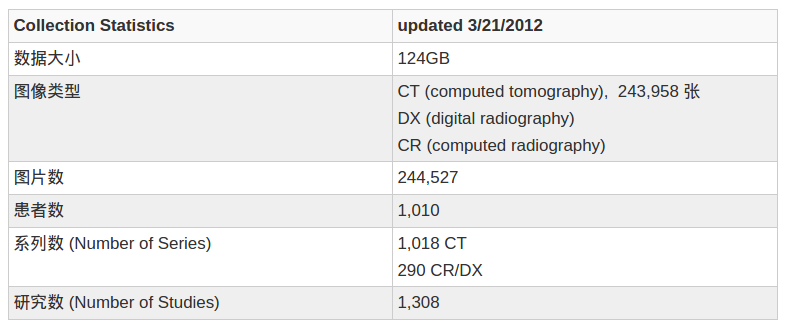 Collection Statistics updated 3/21/2012
数据大小 124GB
图像类型 CT (computed tomography),  243,958 张
DX (digital radiography)
CR (computed radiography)
图片数 244,527
患者数 1,010
系列数 (Number of Series) 1,018 CT
290 CR/DX
研究数 (Number of Studies) 1,308